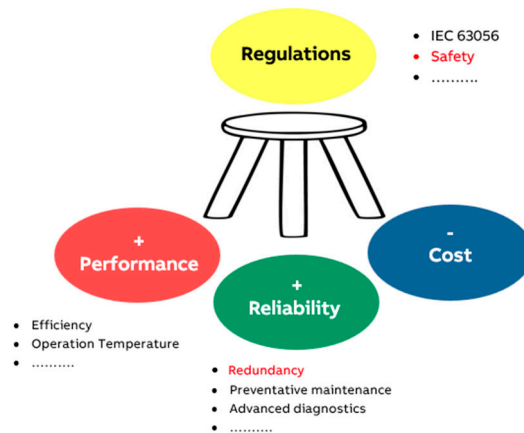 Regulations
• IEC 63056
• Safety
• ..........
+
Performance
+
Reliability
-
Cost
• Efficiency
• Operation Temperature
• ..........
• Redundancy
• Preventative maintenance
• Advanced diagnostics
• ..........